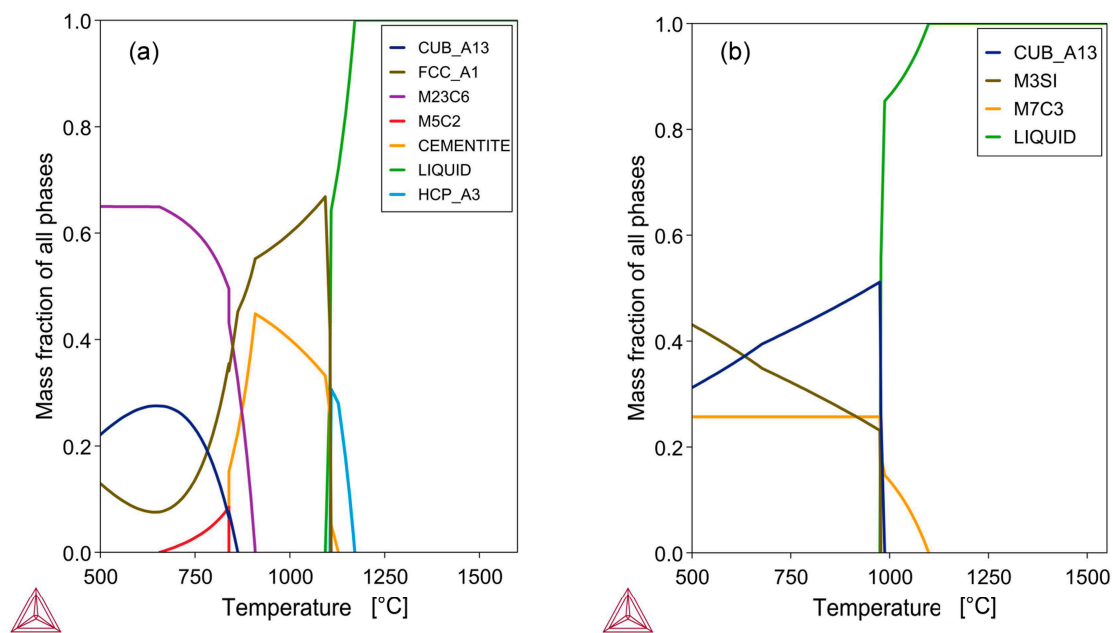 (a)
Mass fraction of all phases
1.0
0.8
0.6
0.4
0.2
0.0
CUB_A13
FCC_A1
M23C6
M5C2
CEMENTITE
LIQUID
HCP_A3
500 750 1000 1250 1500
Temperature [°C]
(b)
Mass fraction of all phases
1.0
0.8
0.6
0.4
0.2
0.0
CUB_A13
M3SI
M7C3
LIQUID
500 750 1000 1250 1500
Temperature [°C]